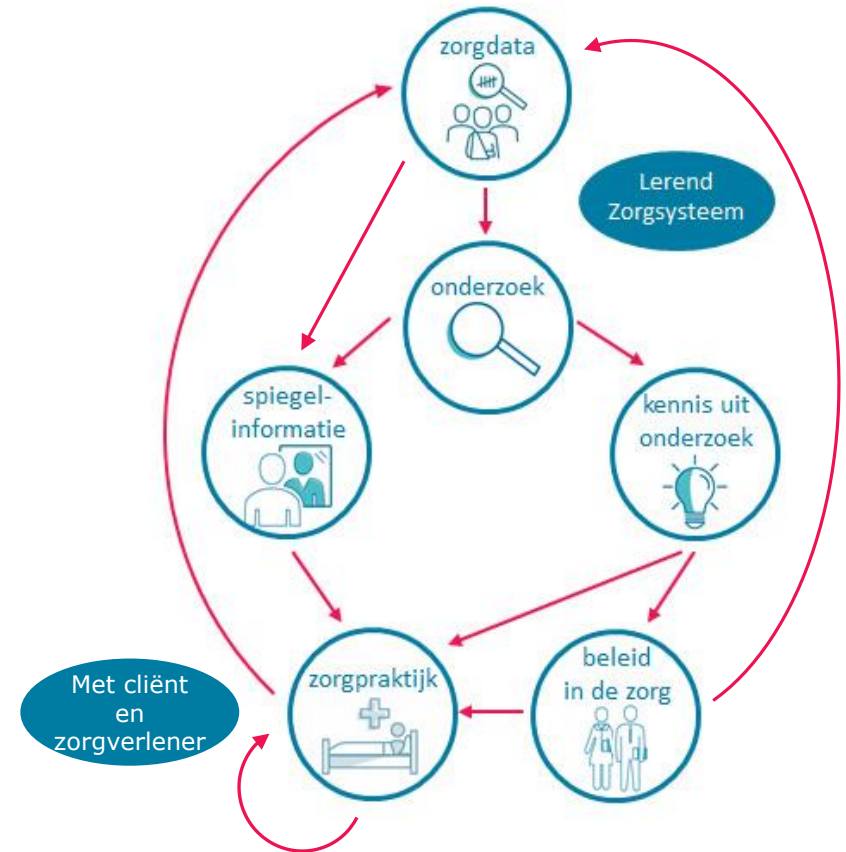 zorgdata
Lerend
Zorgsysteem
onderzoek
spiegel-
informatie
kennis uit
onderzoek
Met cliënt
en
zorgverlener
zorgpraktijk
beleid
in de zorg